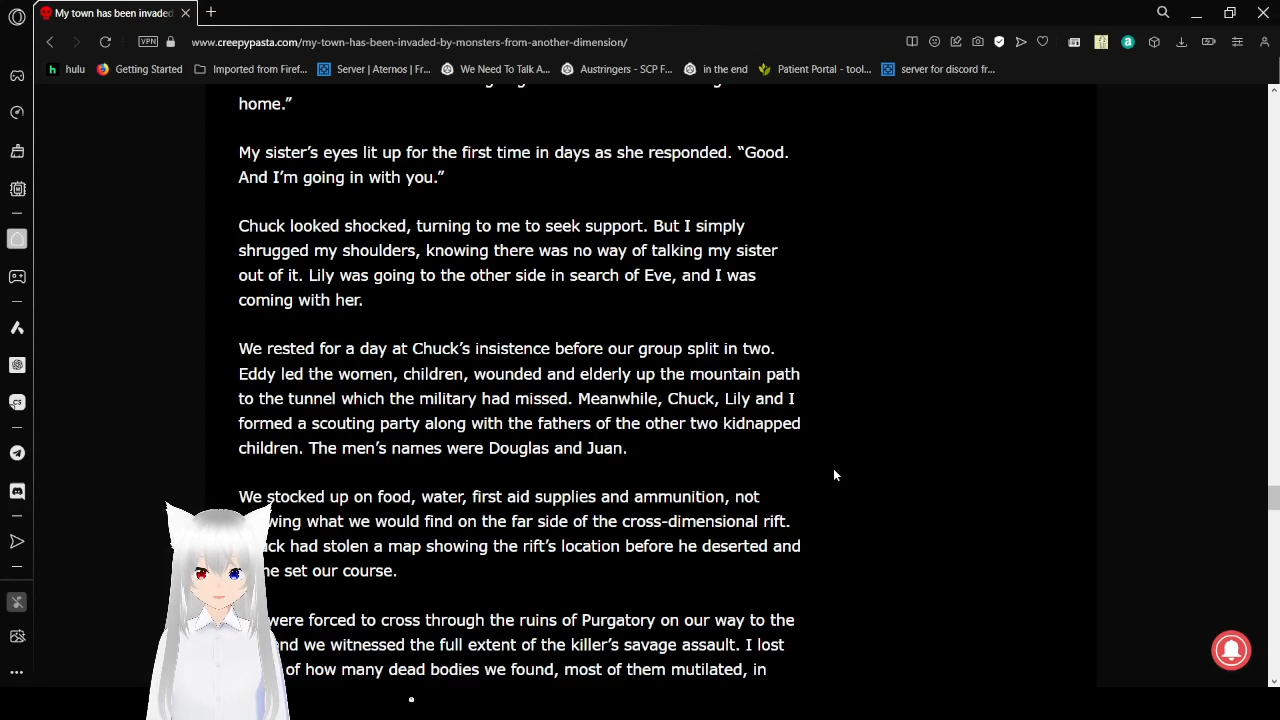 My town has been invaded
www.creepypasta.com/my-town-has-been-invaded-by-monsters-from-another-dimension/
VPN
hulu
Getting Started
Imported from Firef...
Server | Aternos | Fr...
We Need To Talk A...
Austringers - SCP F...
in the end
Patient Portal - tool...
server for discord fr...
home.”
My sister’s eyes lit up for the first time in days as she responded. “Good.
And I’m going in with you.”
Chuck looked shocked, turning to me to seek support. But I simply
shrugged my shoulders, knowing there was no way of talking my sister
out of it. Lily was going to the other side in search of Eve, and I was
coming with her.
We rested for a day at Chuck’s insistence before our group split in two.
Eddy led the women, children, wounded and elderly up the mountain path
to the tunnel which the military had missed. Meanwhile, Chuck, Lily and I
formed a scouting party along with the fathers of the other two kidnapped
children. The men’s names were Douglas and Juan.
We stocked up on food, water, first aid supplies and ammunition, not
wing what we would find on the far side of the cross-dimensional rift.
ck had stolen a map showing the rift’s location before he deserted and
set our course.
were forced to cross through the ruins of Purgatory on our way to the
and we witnessed the full extent of the killer’s savage assault. I lost
of how many dead bodies we found, most of them mutilated, in